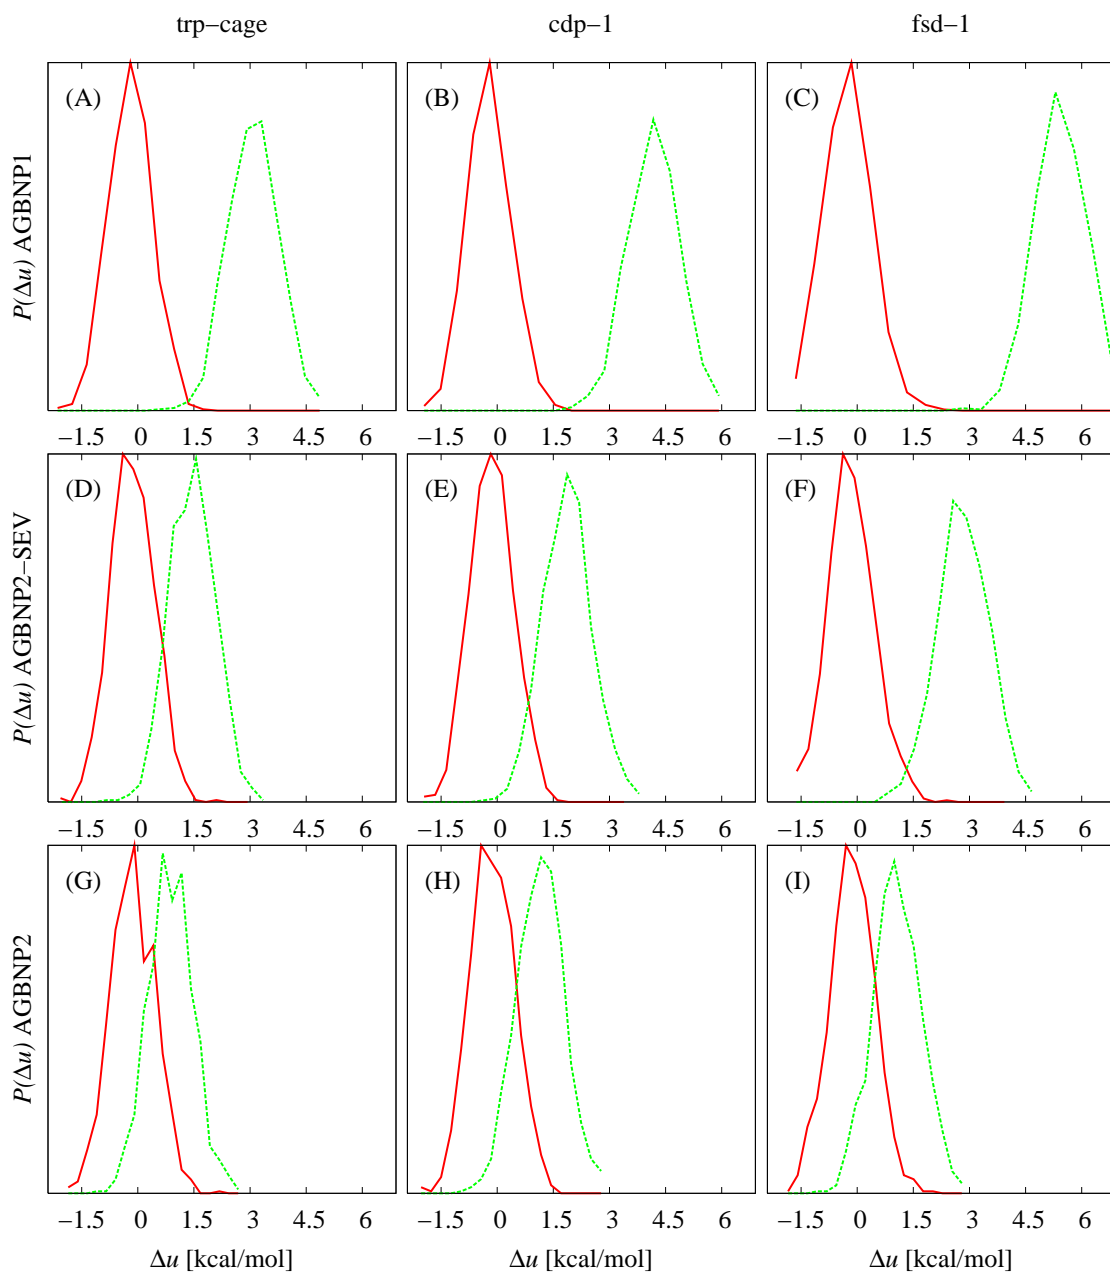 trp−cage cdp−1 fsd−1
P(Δu) AGBNP1
(A) (B) (C)
−1.5 0 1.5 3 4.5 6 −1.5 0 1.5 3 4.5 6 −1.5 0 1.5 3 4.5 6
P(Δu) AGBNP2−SEV
(D) (E) (F)
−1.5 0 1.5 3 4.5 6 −1.5 0 1.5 3 4.5 6 −1.5 0 1.5 3 4.5 6
P(Δu) AGBNP2
(G) (H) (I)
−1.5 0 1.5 3 4.5 6 −1.5 0 1.5 3 4.5 6 −1.5 0 1.5 3 4.5 6
Δu [kcal/mol] Δu [kcal/mol] Δu [kcal/mol]